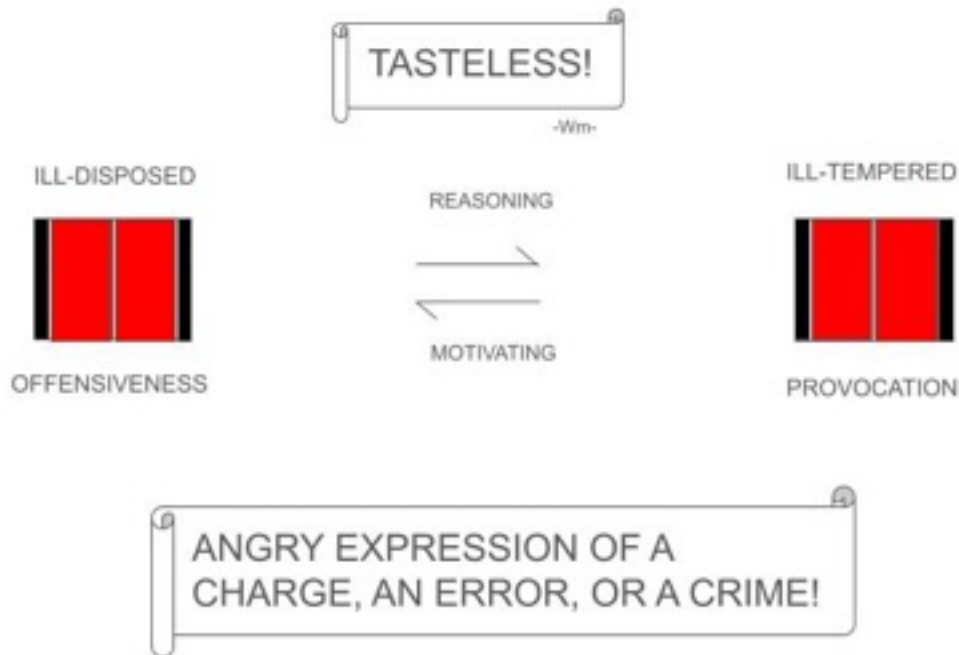 TASTELESS!
-Wm-
ILL-DISPOSED
ILL-TEMPERED
REASONING
MOTIVATING
OFFENSIVENESS
PROVOCATION
ANGRY EXPRESSION OF A
CHARGE, AN ERROR, OR A CRIME!